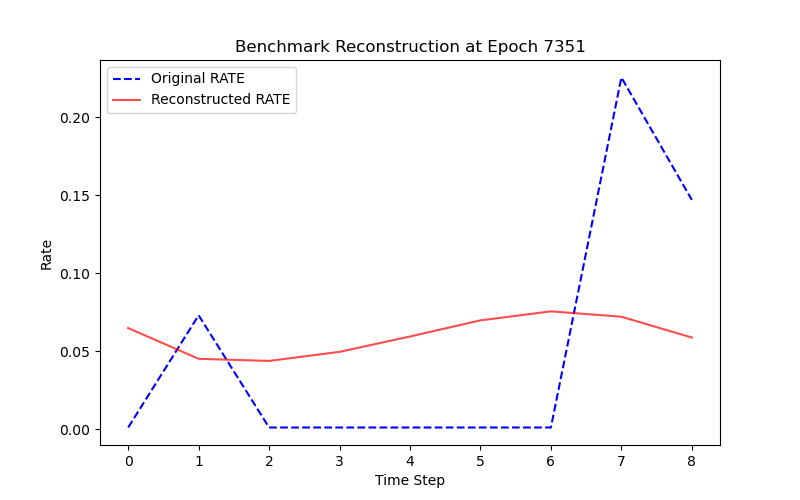 Benchmark Reconstruction at Epoch 7351
Original RATE
Reconstructed RATE
0.20
0.15
0.10
0.05
0.00
Rate
0 1 2 3 4 5 6 7 8
Time Step